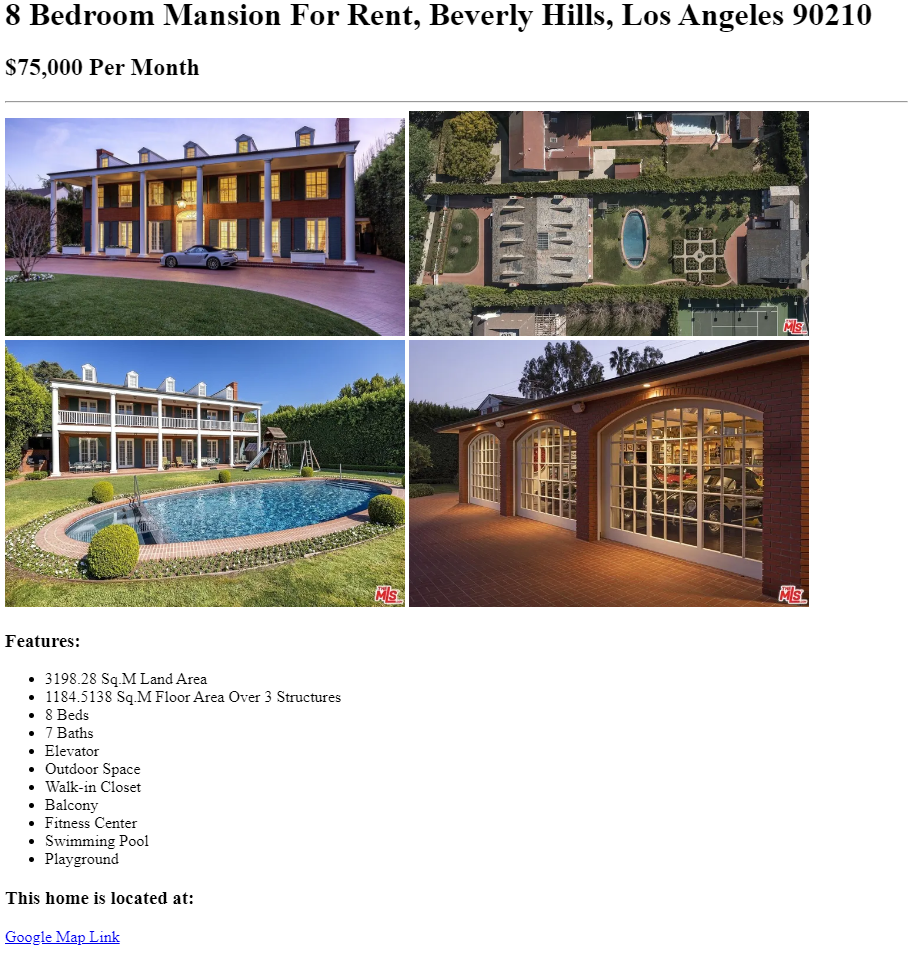 8 Bedroom Mansion For Rent, Beverly Hills, Los Angeles 90210
$75,000 Per Month
MLS
MLS
MLS
Features:
3198.28 Sq.M Land Area
1184.5138 Sq.M Floor Area Over 3 Structures
8 Beds
7 Baths
Elevator
Outdoor Space
Walk-in Closet
Balcony
Fitness Center
Swimming Pool
Playground
This home is located at:
Google Map Link